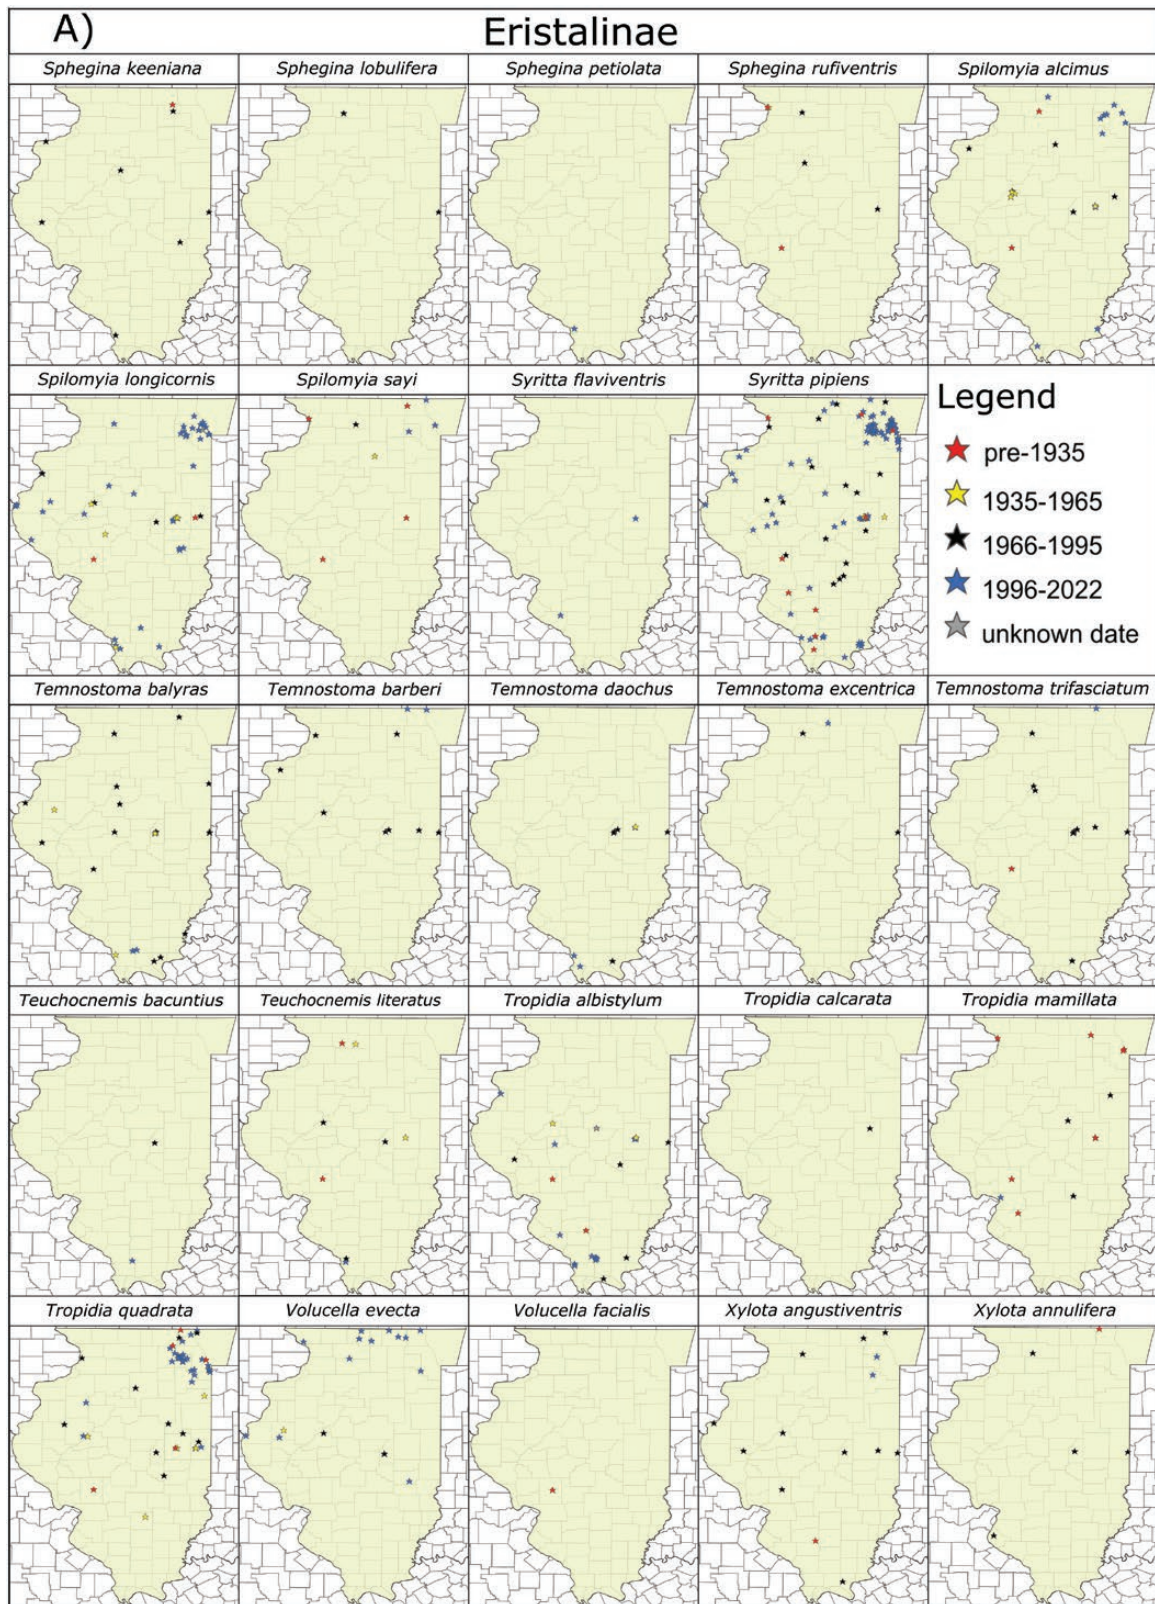 A)
Eristalinae
Sphegina keeniana
Sphegina lobulifera
Sphegina petiolata
Sphegina rufiventris
Spilomyia alcimus
Spilomyia longicornis
Spilomyia sayi
Syritta flaviventris
Syritta pipiens
Legend
pre-1935
1935-1965
1966-1995
1996-2022
unknown date
Temnostoma balyras
Temnostoma barberi
Temnostoma daochus
Temnostoma excentrica
Temnostoma trifasciatum
Teuchocnemis bacuntius
Teuchocnemis literatus
Tropidia albistylum
Tropidia calcarata
Tropidia mamillata
Tropidia quadrata
Volucella evecta
Volucella facialis
Xylota angustiventris
Xylota annulifera